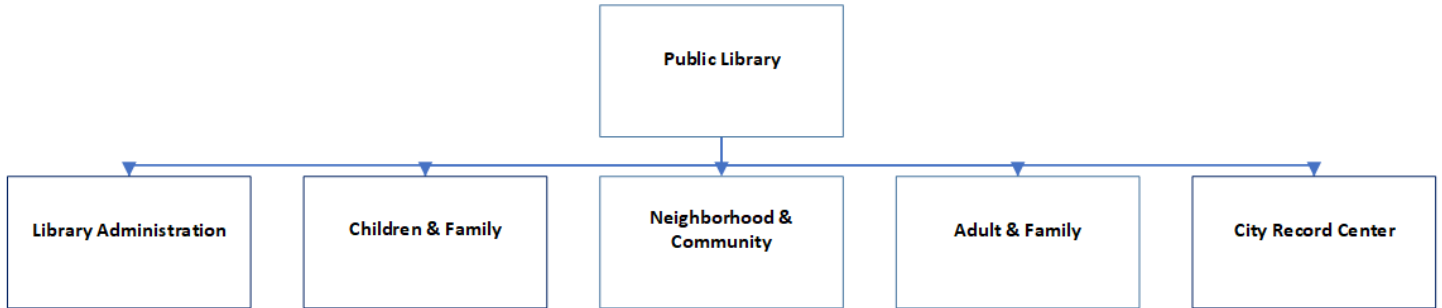 Public Library
Library Administration
Children & Family
Neighborhood &
Community
Adult & Family
City Record Center